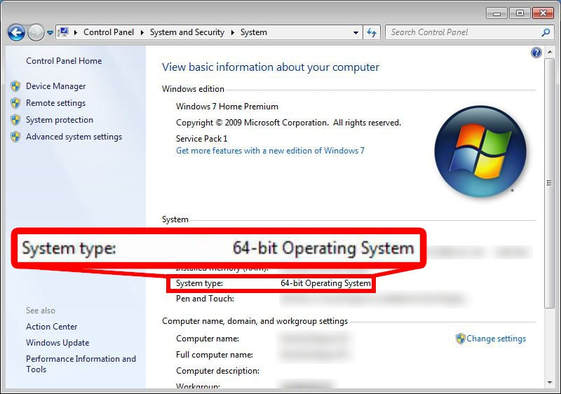 Control Panel ▸ System and Security ▸ System
Search Control Panel
Control Panel Home
Device Manager
Remote settings
System protection
Advanced system settings
See also
Action Center
Windows Update
Performance Information and
Tools
View basic information about your computer
Windows edition
Windows 7 Home Premium
Copyright © 2009 Microsoft Corporation. All rights reserved.
Service Pack 1
Get more features with a new edition of Windows 7
System
System type: 64-bit Operating System
Installed memory (RAM):
System type: 64-bit Operating System
Pen and Touch:
Computer name, domain, and workgroup settings
Computer name:
Change settings
Full computer name:
Computer description:
Workgroup: